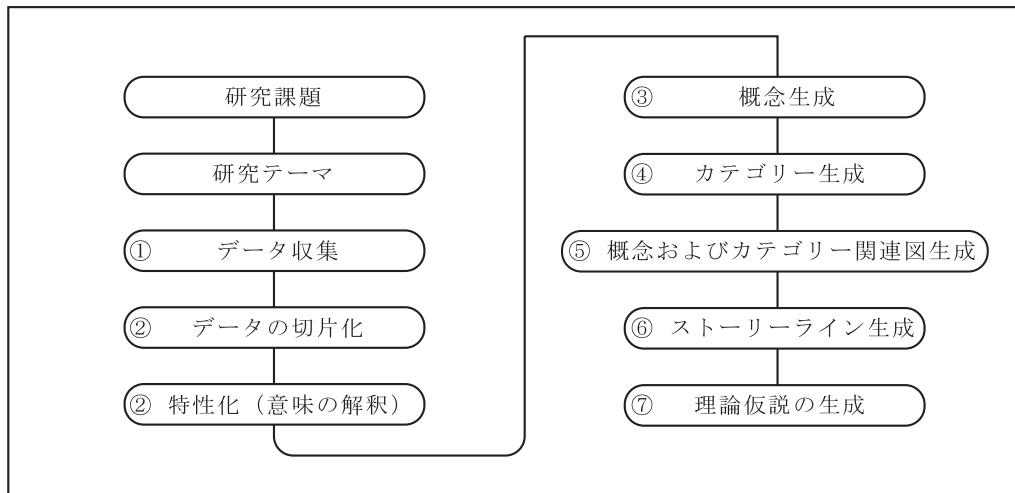 研究課題
研究テーマ
① データ収集
② データの切片化
② 特性化（意味の解釈）
③ 概念生成
④ カテゴリー生成
⑤ 概念およびカテゴリー関連図生成
⑥ ストーリーライン生成
⑦ 理論仮説の生成